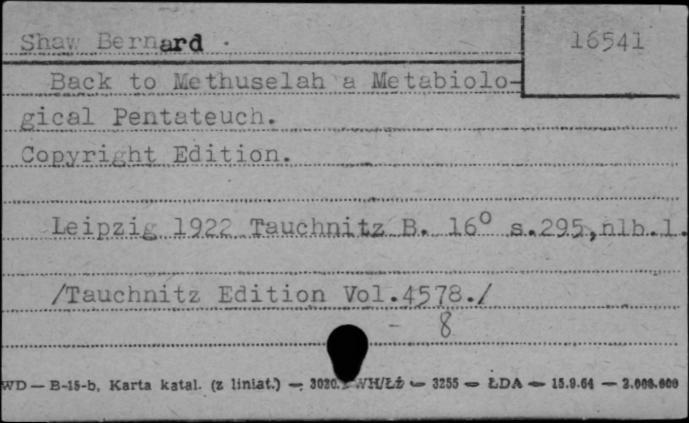 Shaw Bernard .
16541
Back to Methuselah a Metabiolo-
gical Pentateuch.
Copyright Edition.
Leipzig 1922 Tauchnitz B. 16° s.295,nlb.1.
/Tauchnitz Edition Vol.4578./
- 8
WD — B-15-b, Karta katal. (z liniat.) — 3020. WH/ŁŻ — 3255 — ŁDA — 15.9.64 — 2.000.000